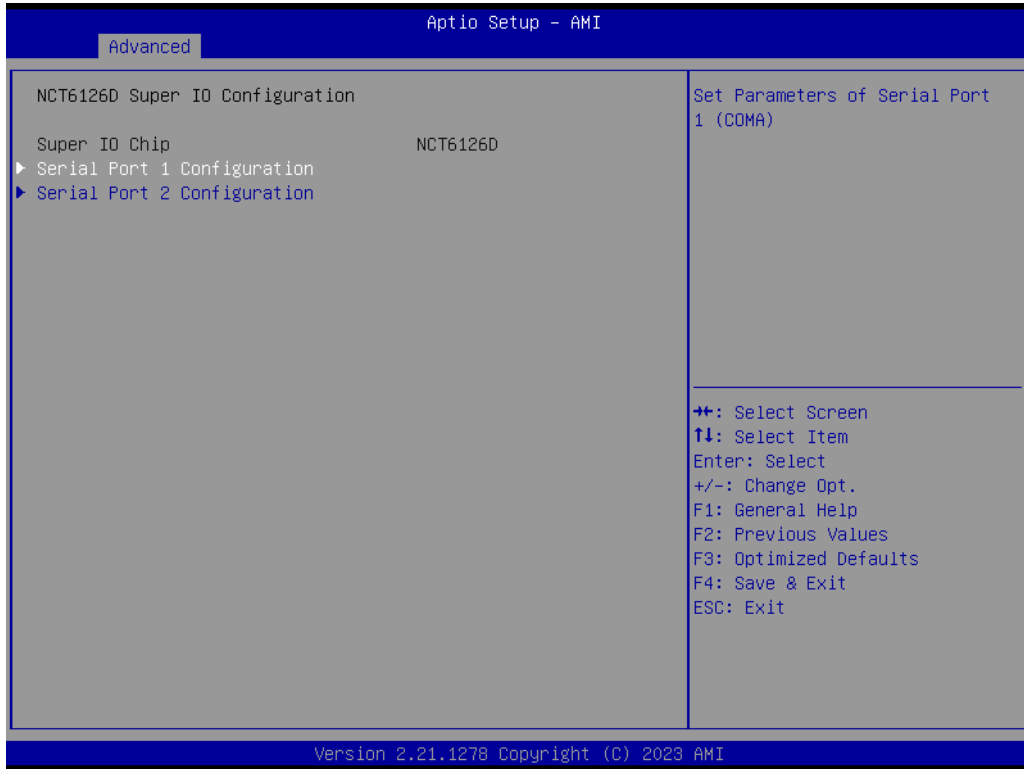 Aptio Setup – AMI
Advanced
NCT6126D Super IO Configuration
Super IO Chip NCT6126D
▶ Serial Port 1 Configuration
▶ Serial Port 2 Configuration
Set Parameters of Serial Port
1 (COMA)
→←: Select Screen
↑↓: Select Item
Enter: Select
+/-: Change Opt.
F1: General Help
F2: Previous Values
F3: Optimized Defaults
F4: Save & Exit
ESC: Exit
Version 2.21.1278 Copyright (C) 2023 AMI